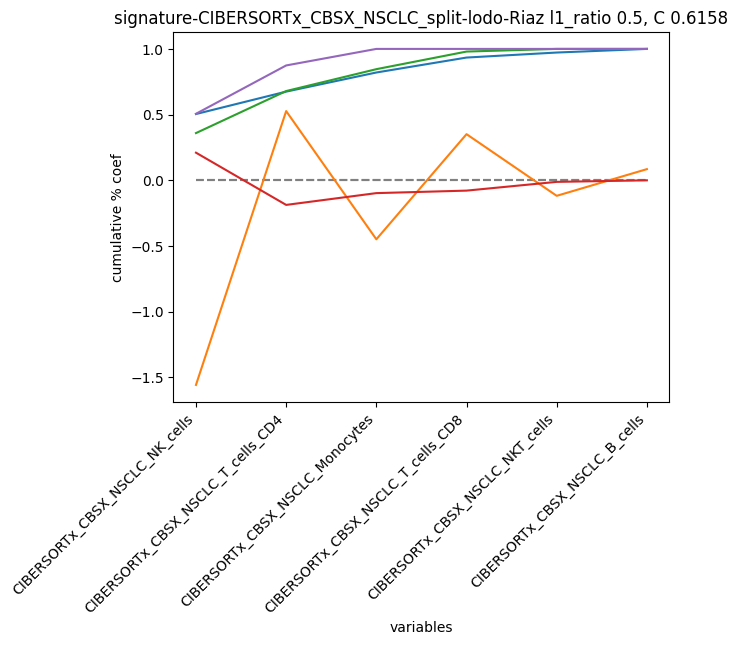 signature-CIBERSORTx_CBSX_NSCLC_split-lodo-Riaz l1_ratio 0.5, C 0.6158
1.0
0.5
0.0
−0.5
−1.0
−1.5
cumulative % coef
CIBERSORTx_CBSX_NSCLC_NK_cells
CIBERSORTx_CBSX_NSCLC_T_cells_CD4
CIBERSORTx_CBSX_NSCLC_Monocytes
CIBERSORTx_CBSX_NSCLC_T_cells_CD8
CIBERSORTx_CBSX_NSCLC_NKT_cells
CIBERSORTx_CBSX_NSCLC_B_cells
variables